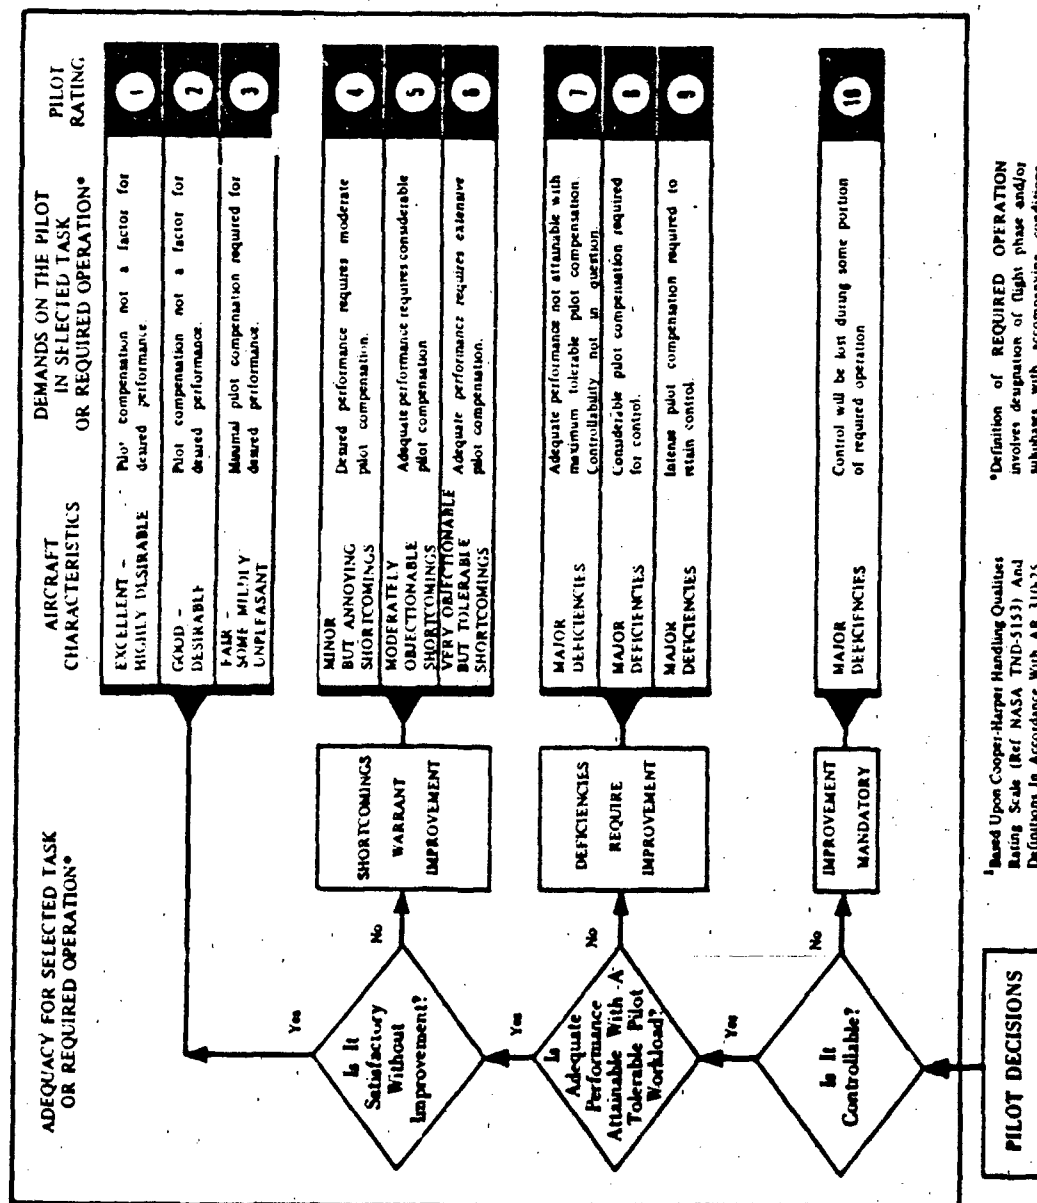 ADEQUACY FOR SELECTED TASK
OR REQUIRED OPERATION*
AIRCRAFT
CHARACTERISTICS
DEMANDS ON THE PILOT
IN SELECTED TASK
OR REQUIRED OPERATION*
PILOT
RATING
EXCELLENT –
HIGHLY DESIRABLE
Pilot compensation not a factor for
desired performance.
1
GOOD –
DESIRABLE
Pilot compensation not a factor for
desired performance.
2
FAIR –
SOME MILDLY
UNPLEASANT
Minimal pilot compensation required for
desired performance.
3
Yes
Is It
Satisfactory
Without
Improvement?
No
SHORTCOMINGS
WARRANT
IMPROVEMENT
MINOR
BUT ANNOYING
SHORTCOMINGS
Desired performance requires moderate
pilot compensation.
4
MODERATELY
OBJECTIONABLE
SHORTCOMINGS
Adequate performance requires considerable
pilot compensation
5
VERY OBJECTIONABLE
BUT TOLERABLE
SHORTCOMINGS
Adequate performance requires extensive
pilot compensation.
6
Yes
Is
Adequate
Performance
Attainable With A
Tolerable Pilot
Workload?
No
DEFICIENCIES
REQUIRE
IMPROVEMENT
MAJOR
DEFICIENCIES
Adequate performance not attainable with
maximum tolerable pilot compensation.
Controllability not in question.
7
MAJOR
DEFICIENCIES
Considerable pilot compensation required
for control.
8
MAJOR
DEFICIENCIES
Intense pilot compensation required to
retain control.
9
Yes
Is It
Controllable?
No
IMPROVEMENT
MANDATORY
MAJOR
DEFICIENCIES
Control will be lost during some portion
of required operation
10
PILOT DECISIONS
1Based Upon Cooper-Harper Handling Qualities
Rating Scale (Ref NASA TND-5153) And
Definitions In Accordance With AR
*Definition of REQUIRED OPERATION
involves designation of flight phase and/or
subphases with accompanying conditions